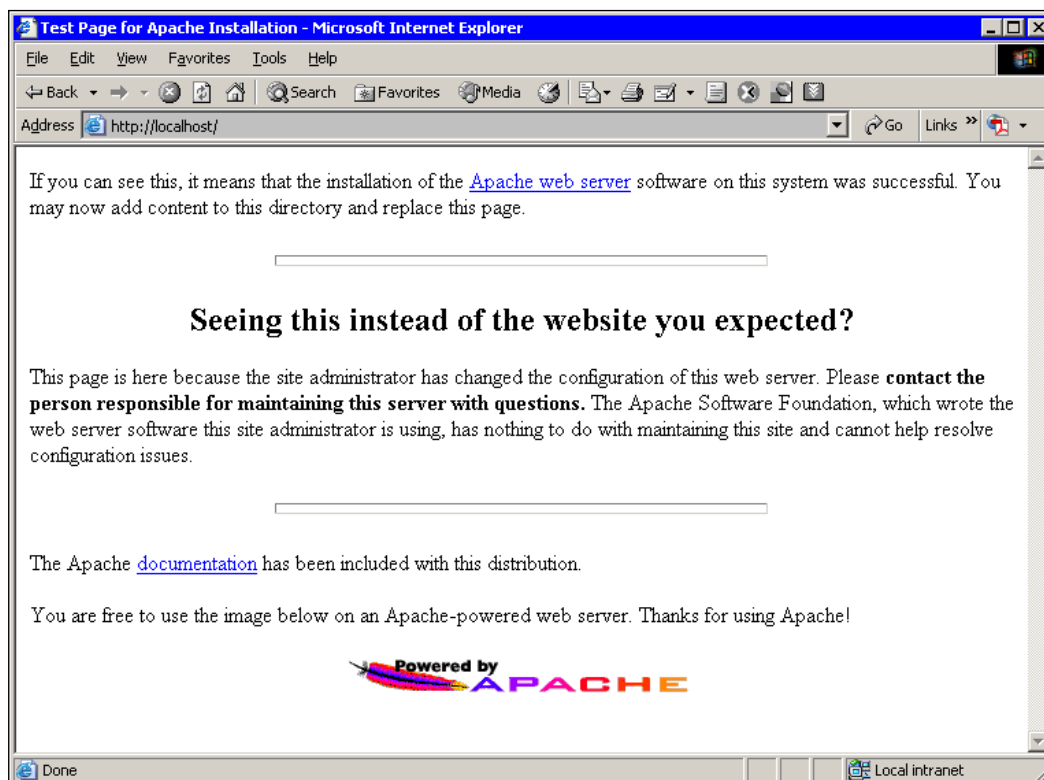 Test Page for Apache Installation - Microsoft Internet Explorer
File Edit View Favorites Tools Help
Back Search Favorites Media
Address http://localhost/ Go Links »
If you can see this, it means that the installation of the Apache web server software on this system was successful. You
may now add content to this directory and replace this page.
Seeing this instead of the website you expected?
This page is here because the site administrator has changed the configuration of this web server. Please contact the
person responsible for maintaining this server with questions. The Apache Software Foundation, which wrote the
web server software this site administrator is using, has nothing to do with maintaining this site and cannot help resolve
configuration issues.
The Apache documentation has been included with this distribution.
You are free to use the image below on an Apache-powered web server. Thanks for using Apache!
Powered by
APACHE
Done Local intranet